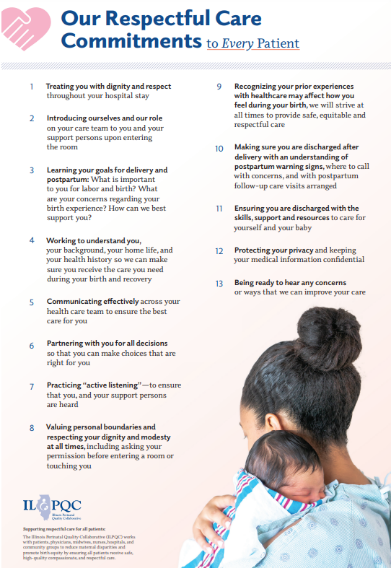 Our Respectful Care
Commitments to Every Patient
1 Treating you with dignity and respect
throughout your hospital stay
2 Introducing ourselves and our role
on your care team to you and your
support persons upon entering
the room
3 Learning your goals for delivery and
postpartum: What is important
to you for labor and birth? What
are your concerns regarding your
birth experience? How can we best
support you?
4 Working to understand you,
your background, your home life, and
your health history so we can make
sure you receive the care you need
during your birth and recovery
5 Communicating effectively across your
health care team to ensure the best
care for you
6 Partnering with you for all decisions
so that you can make choices that are
right for you
7 Practicing “active listening”—to ensure
that you, and your support persons
are heard
8 Valuing personal boundaries and
respecting your dignity and modesty
at all times, including asking your
permission before entering a room or
touching you
9 Recognizing your prior experiences
with healthcare may affect how you
feel during your birth, we will strive at
all times to provide safe, equitable and
respectful care
10 Making sure you are discharged after
delivery with an understanding of
postpartum warning signs, where to call
with concerns, and with postpartum
follow-up care visits arranged
11 Ensuring you are discharged with the
skills, support and resources to care for
yourself and your baby
12 Protecting your privacy and keeping
your medical information confidential
13 Being ready to hear any concerns
or ways that we can improve your care
ILPQC
Illinois Perinatal
Quality Collaborative
Supporting respectful care for all patients:
The Illinois Perinatal Quality Collaborative (ILPQC) works
with patients, physicians, midwives, nurses, hospitals, and
community groups to reduce maternal disparities and
promote birth equity by ensuring all patients receive safe,
high-quality, compassionate, and respectful care.